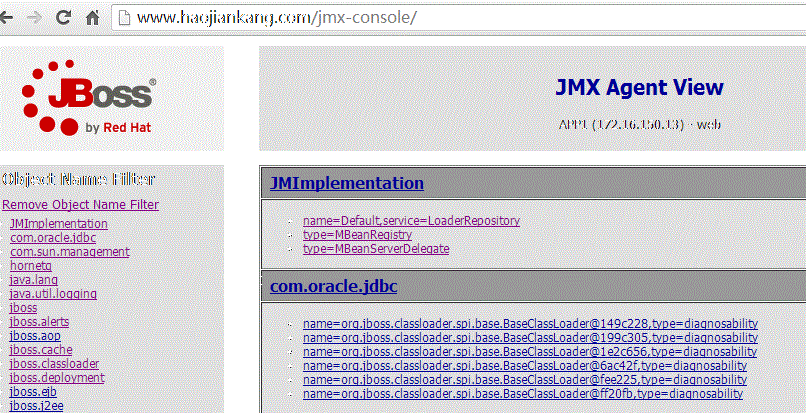 www.haojiankang.com/jmx-console/
JBoss®
by Red Hat
JMX Agent View
APP1 (172.16.150.13) - web
Object Name Filter
Remove Object Name Filter
JMImplementation
com.oracle.jdbc
com.sun.management
hornetq
java.lang
java.util.logging
jboss
jboss.alerts
jboss.aop
jboss.cache
jboss.classloader
jboss.deployment
jboss.ejb
jboss.j2ee
JMImplementation
name=Default,service=LoaderRepository
type=MBeanRegistry
type=MBeanServerDelegate
com.oracle.jdbc
name=org.jboss.classloader.spi.base.BaseClassLoader@149c228,type=diagnosability
name=org.jboss.classloader.spi.base.BaseClassLoader@199c305,type=diagnosability
name=org.jboss.classloader.spi.base.BaseClassLoader@1e2c656,type=diagnosability
name=org.jboss.classloader.spi.base.BaseClassLoader@6ac42f,type=diagnosability
name=org.jboss.classloader.spi.base.BaseClassLoader@fee225,type=diagnosability
name=org.jboss.classloader.spi.base.BaseClassLoader@ff20fb,type=diagnosability